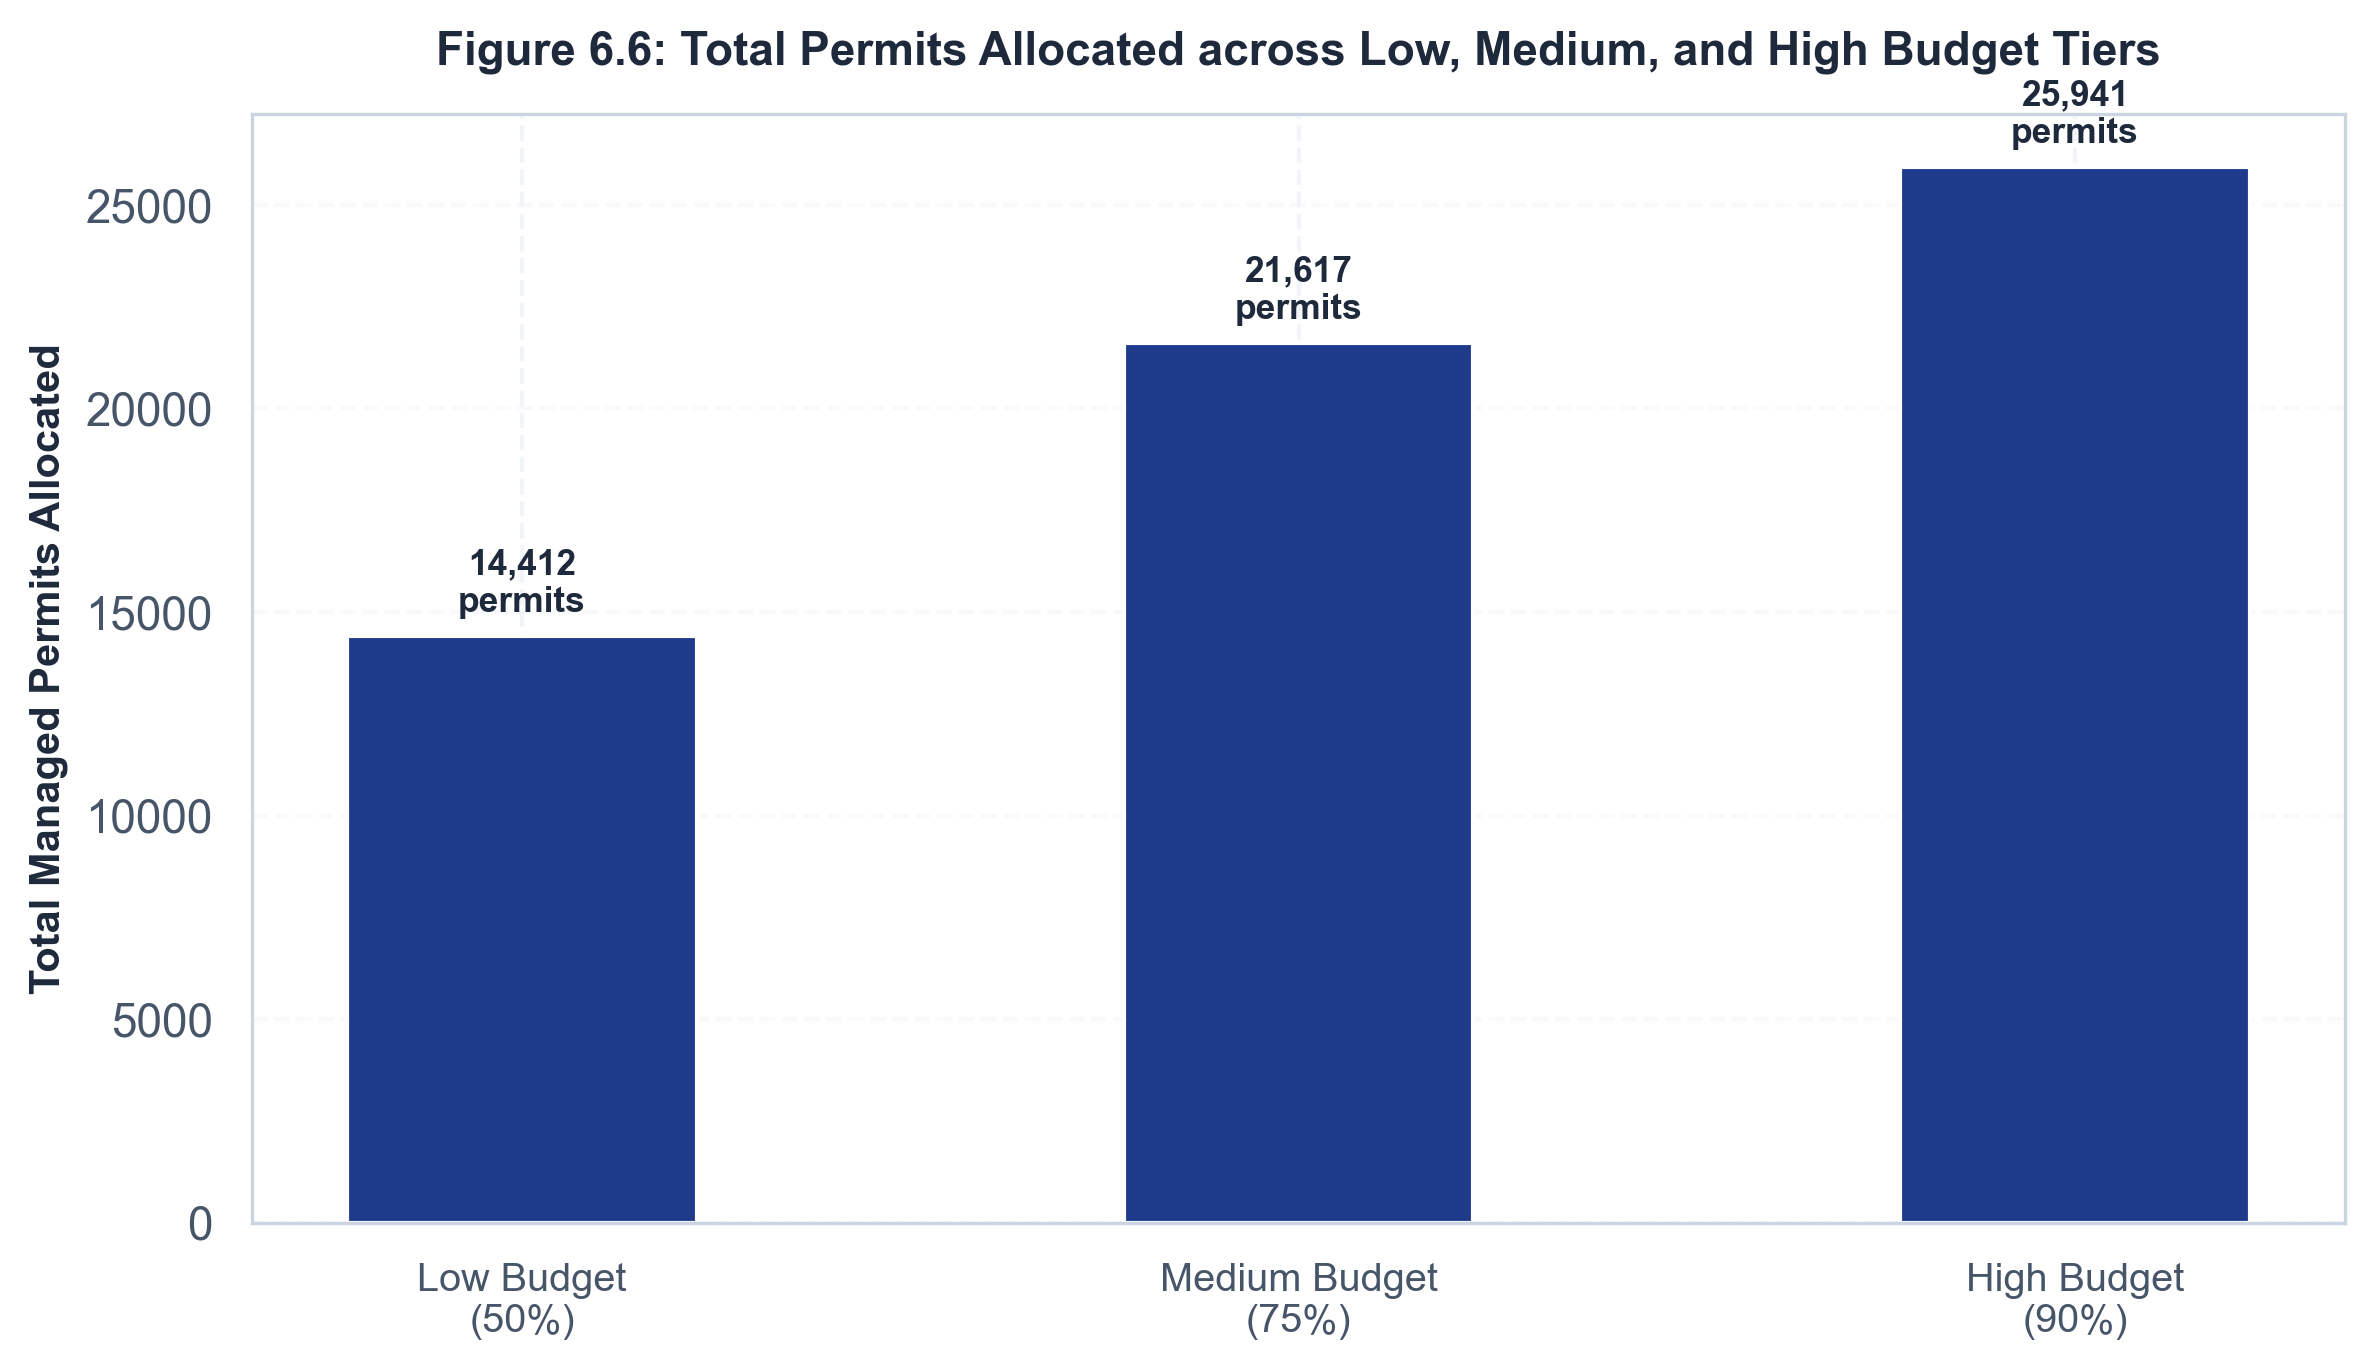 Figure 6.6: Total Permits Allocated across Low, Medium, and High Budget Tiers
25,941
permits
21,617
permits
14,412
permits
Total Managed Permits Allocated
25000
20000
15000
10000
5000
0
Low Budget
(50%)
Medium Budget
(75%)
High Budget
(90%)